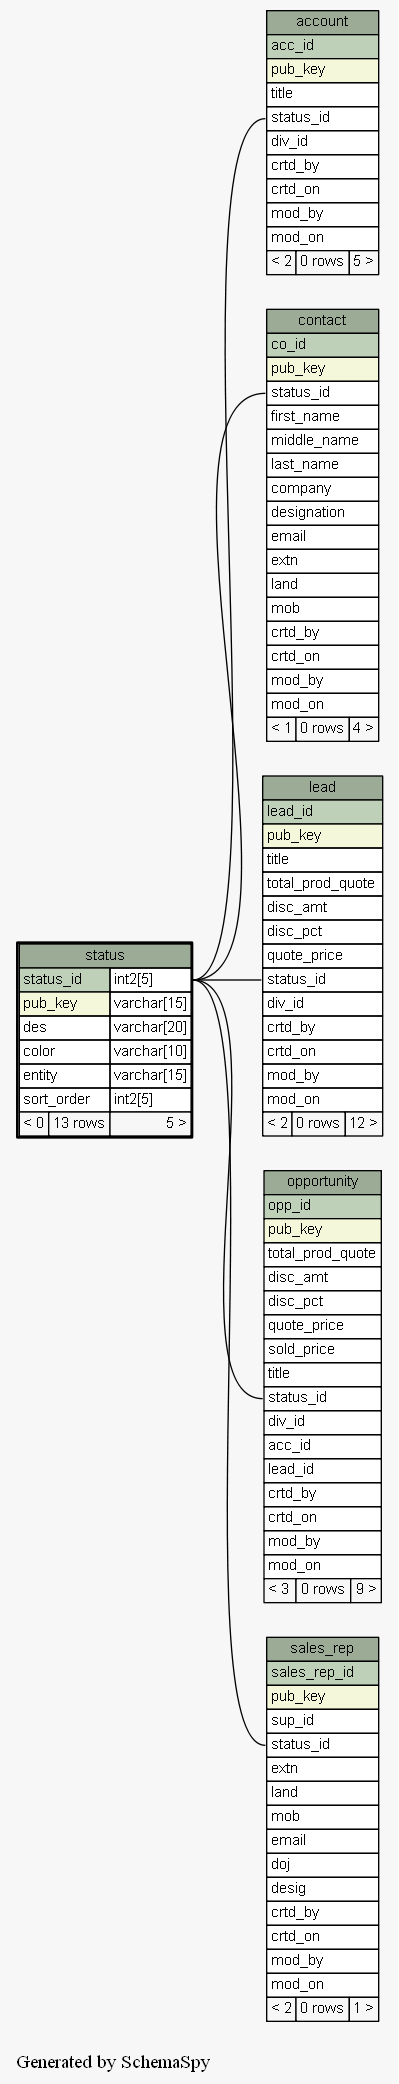 account
acc_id
pub_key
title
status_id
div_id
crtd_by
crtd_on
mod_by
mod_on
< 2 0 rows 5 >
contact
co_id
pub_key
status_id
first_name
middle_name
last_name
company
designation
email
extn
land
mob
crtd_by
crtd_on
mod_by
mod_on
< 1 0 rows 4 >
lead
lead_id
pub_key
title
total_prod_quote
disc_amt
disc_pct
quote_price
status_id
div_id
crtd_by
crtd_on
mod_by
mod_on
< 2 0 rows 12 >
status
status_id int2[5]
pub_key varchar[15]
des varchar[20]
color varchar[10]
entity varchar[15]
sort_order int2[5]
< 0 13 rows 5 >
opportunity
opp_id
pub_key
total_prod_quote
disc_amt
disc_pct
quote_price
sold_price
title
status_id
div_id
acc_id
lead_id
crtd_by
crtd_on
mod_by
mod_on
< 3 0 rows 9 >
sales_rep
sales_rep_id
pub_key
sup_id
status_id
extn
land
mob
email
doj
desig
crtd_by
crtd_on
mod_by
mod_on
< 2 0 rows 1 >
Generated by SchemaSpy